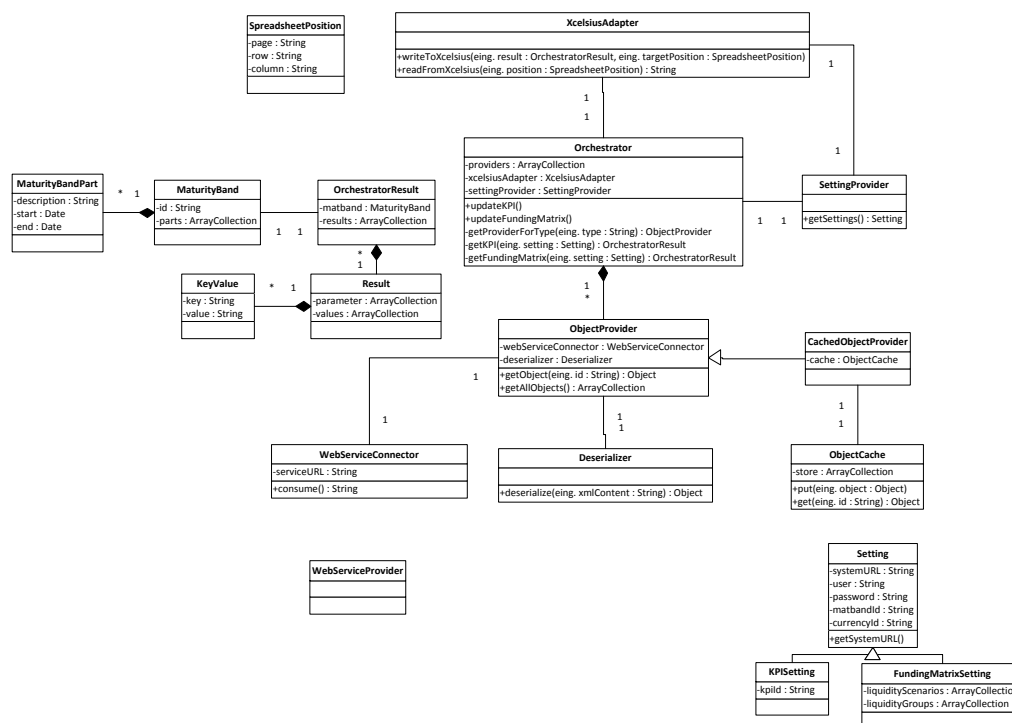 XcelsiusAdapter
+writeToXcelsius(eing. result : OrchestratorResult, eing. targetPosition : SpreadsheetPosition)
+readFromXcelsius(eing. position : SpreadsheetPosition) : String
SpreadsheetPosition
-page : String
-row : String
-column : String
1
1
1
1
Orchestrator
-providers : ArrayCollection
-xcelsiusAdapter : XcelsiusAdapter
-settingProvider : SettingProvider
+updateKPI()
+updateFundingMatrix()
-getProviderForType(eing. type : String) : ObjectProvider
-getKPI(eing. setting : Setting) : OrchestratorResult
-getFundingMatrix(eing. setting : Setting) : OrchestratorResult
SettingProvider
+getSettings() : Setting
1
1
MaturityBandPart
-description : String
-start : Date
-end : Date
*
1
MaturityBand
-id : String
-parts : ArrayCollection
1
1
OrchestratorResult
-matband : MaturityBand
-results : ArrayCollection
*
1
KeyValue
-key : String
-value : String
*
1
Result
-parameter : ArrayCollection
-values : ArrayCollection
1
*
ObjectProvider
-webServiceConnector : WebServiceConnector
-deserializer : Deserializer
+getObject(eing. id : String) : Object
+getAllObjects() : ArrayCollection
CachedObjectProvider
-cache : ObjectCache
1
1
1
1
1
1
WebServiceConnector
-serviceURL : String
+consume() : String
Deserializer
+deserialize(eing. xmlContent : String) : Object
ObjectCache
-store : ArrayCollection
+put(eing. object : Object)
+get(eing. id : String) : Object
WebServiceProvider
Setting
-systemURL : String
-user : String
-password : String
-matbandId : String
-currencyId : String
+getSystemURL()
KPISetting
-kpiId : String
FundingMatrixSetting
-liquidityScenarios : ArrayCollectio
-liquidityGroups : ArrayCollection